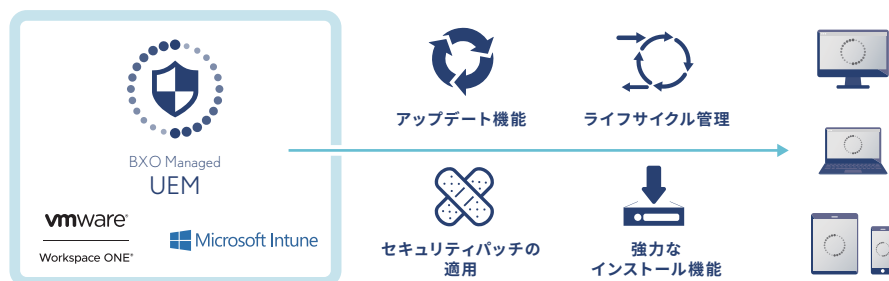 BXO Managed
UEM
vmware®
Workspace ONE®
Microsoft Intune
アップデート機能
ライフサイクル管理
セキュリティパッチの
適用
強力な
インストール機能